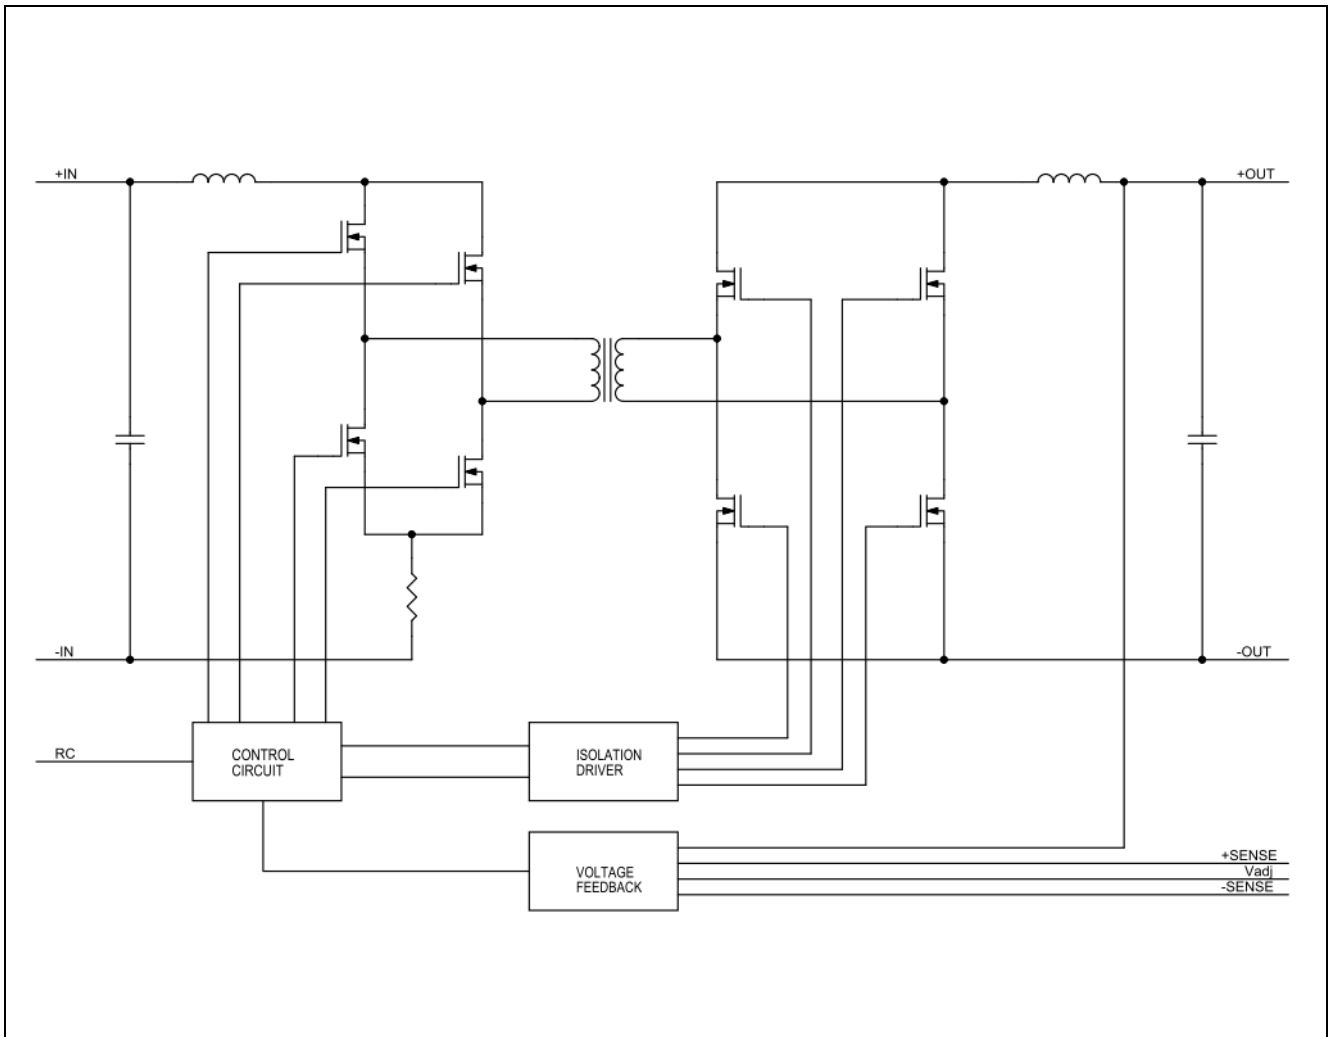 +IN
+OUT
-IN
-OUT
RC
CONTROL
CIRCUIT
ISOLATION
DRIVER
VOLTAGE
FEEDBACK
+SENSE
Vadj
-SENSE